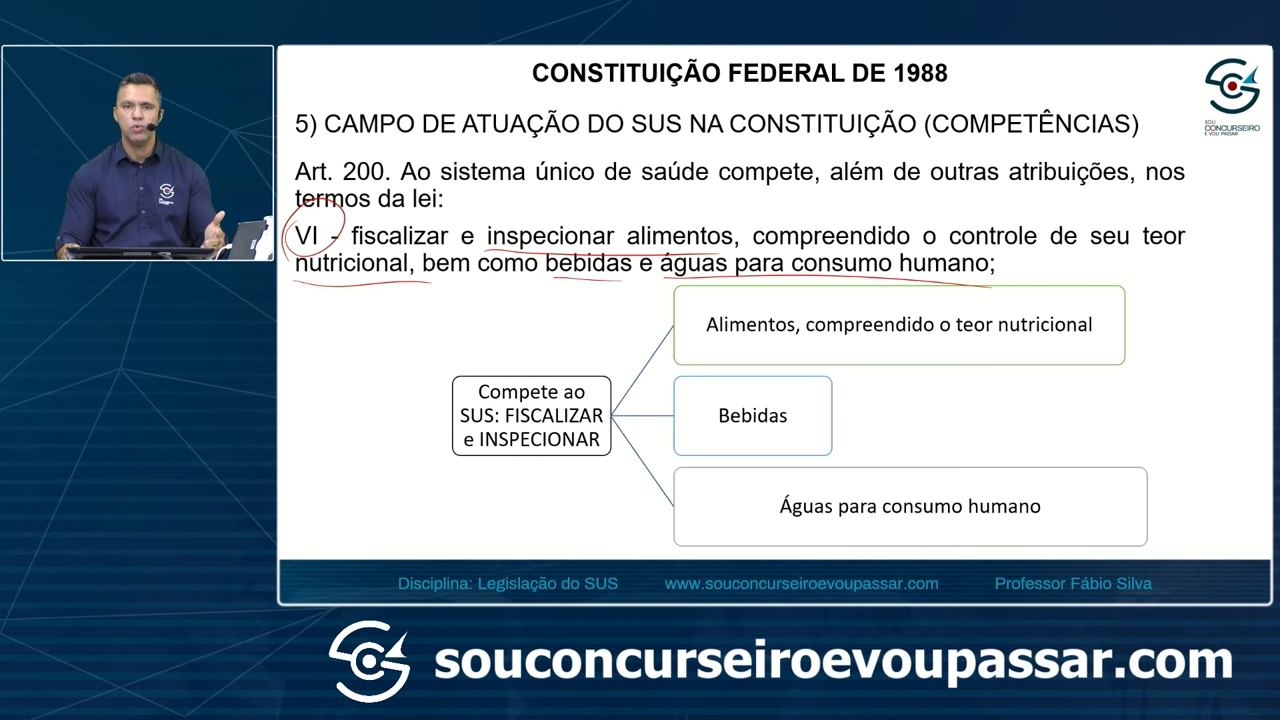 CONSTITUIÇÃO FEDERAL DE 1988
SOU
CONCURSEIRO
E VOU PASSAR
5) CAMPO DE ATUAÇÃO DO SUS NA CONSTITUIÇÃO (COMPETÊNCIAS)
Art. 200. Ao sistema único de saúde compete, além de outras atribuições, nos
termos da lei:
VI - fiscalizar e inspecionar alimentos, compreendido o controle de seu teor
nutricional, bem como bebidas e águas para consumo humano;
Alimentos, compreendido o teor nutricional
Compete ao
SUS: FISCALIZAR
e INSPECIONAR
Bebidas
Águas para consumo humano
Disciplina: Legislação do SUS www.souconcurseiroevoupassar.com Professor Fábio Silva
souconcurseiroevoupassar.com